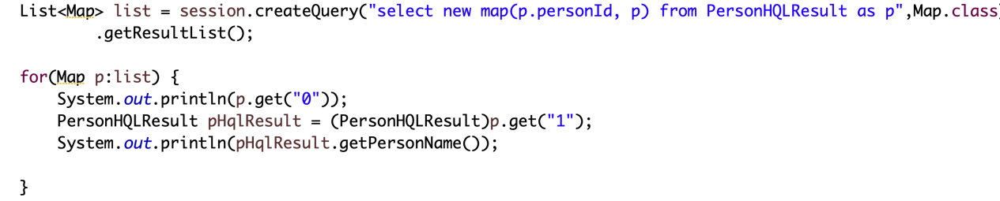 List<Map> list = session.createQuery("select new map(p.personId, p) from PersonHQLResult as p",Map.class)
.getResultList();
for(Map p:list) {
System.out.println(p.get("0"));
PersonHQLResult pHqlResult = (PersonHQLResult)p.get("1");
System.out.println(pHqlResult.getPersonName());
}